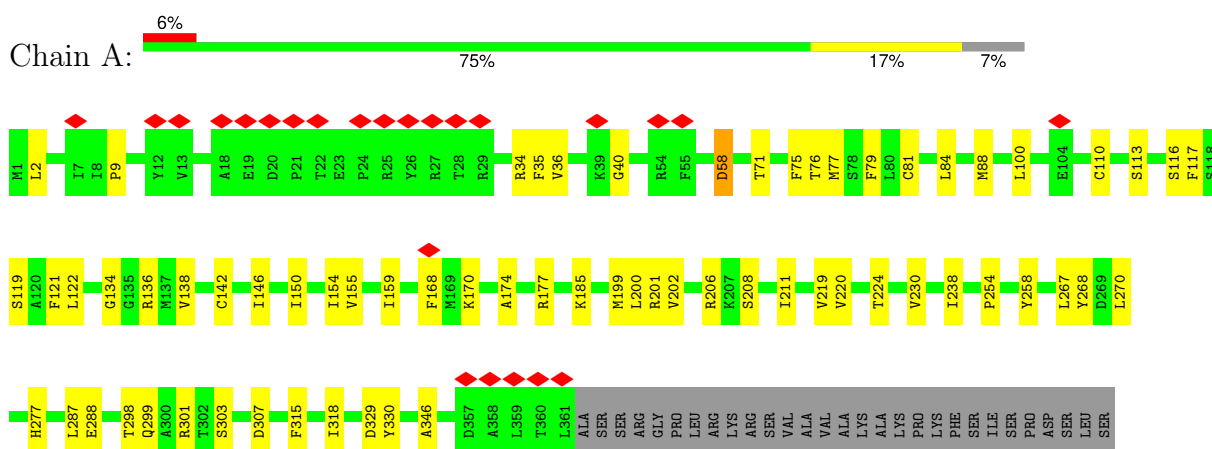 6%
Chain A:
75% 17% 7%
M1 L2 I7 I8 P9 Y12 V13 A18 E19 D20 P21 T22 E23 P24 R25 Y26 R27 T28 R29 R34 F35 V36 K39 G40 R54 F55 D58 T71 F75 T76 M77 S78 F79 L80 C81 L84 M88 L100 E104 C110 S113 S116 F117 S118
S119 A120 F121 L122 G134 G135 R136 M137 V138 C142 I146 I150 I154 V155 I159 F168 M169 K170 A174 R177 K185 M199 L200 R201 V202 R206 K207 S208 I211 V219 V220 T224 V230 I238 P254 Y258 L267 Y268 D269 L270
H277 L287 E288 T298 Q299 A300 R301 T302 S303 D307 F315 I318 D329 Y330 A346 D357 A358 L359 T360 L361 ALA SER SER ARG GLY PRO LEU ARG LYS ARG SER VAL ALA VAL ALA LYS ALA LYS PRO LYS PHE SER ILE SER PRO ASP SER LEU SER